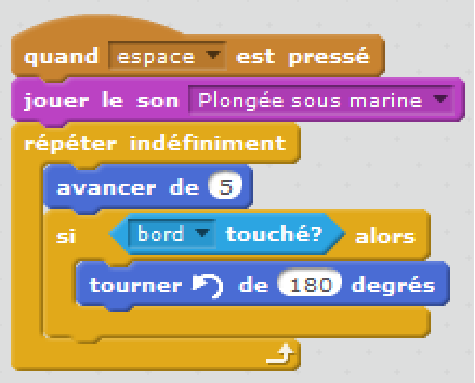 quand espace est pressé
jouer le son Plongée sous marine
répéter indéfiniment
avancer de 5
si bord touché? alors
tourner de 180 degrés